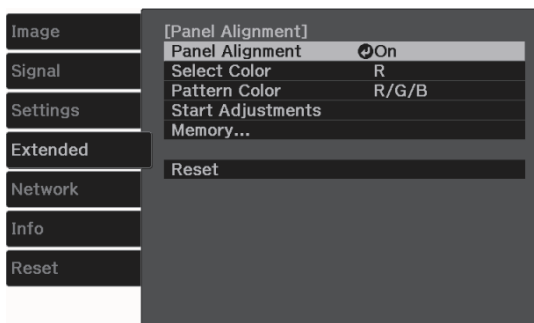 Image
Signal
Settings
Extended
Network
Info
Reset
[Panel Alignment]
Panel Alignment On
Select Color R
Pattern Color R/G/B
Start Adjustments
Memory...
Reset